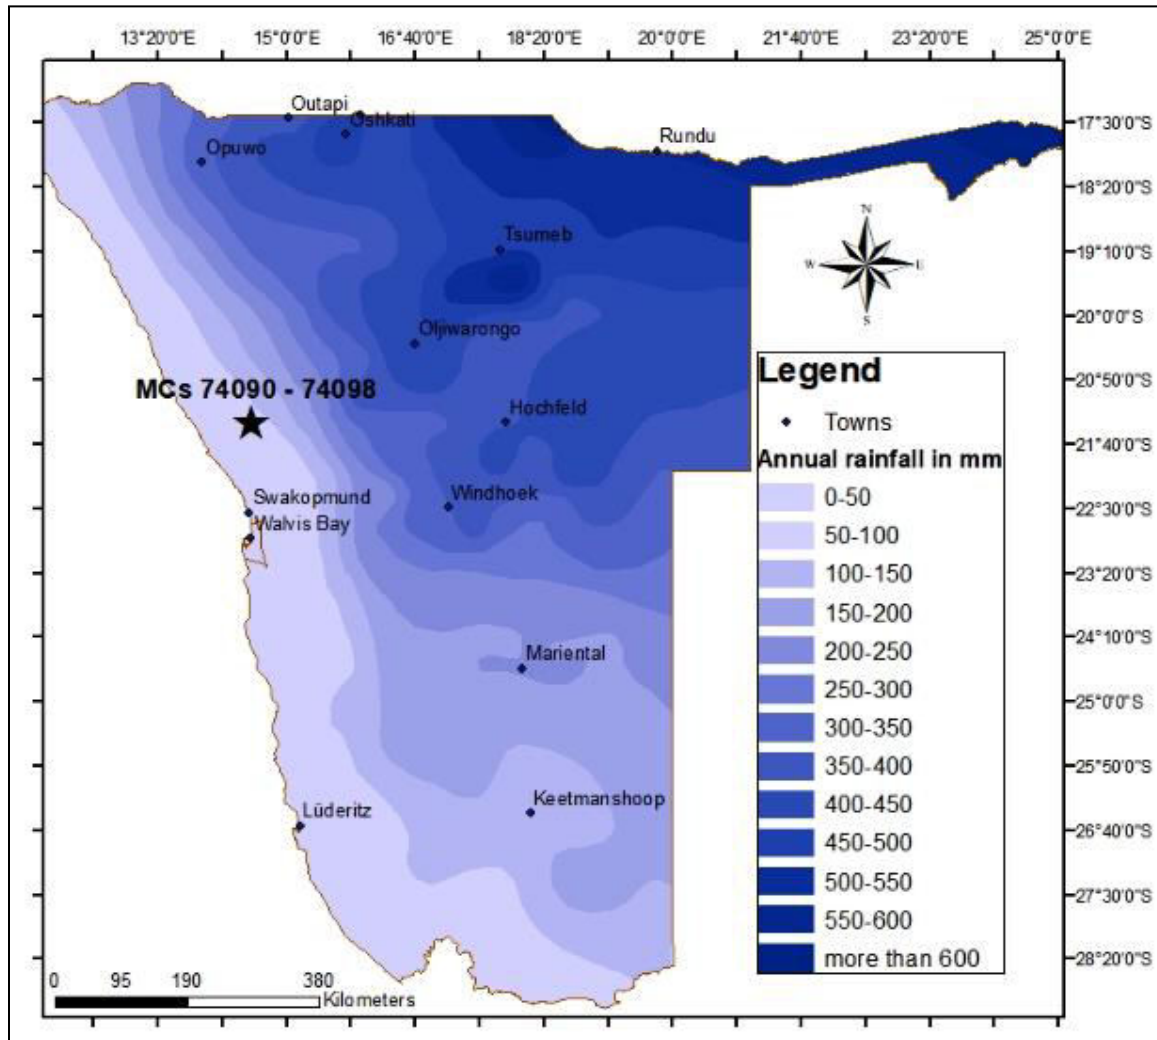 13°20'0"E 15°0'0"E 16°40'0"E 18°20'0"E 20°0'0"E 21°40'0"E 23°20'0"E 25°0'0"E
Outapi
Oshkati
Opuwo
Rundu
Tsumeb
Oljiwarongo
MCs 74090 - 74098
Hochfeld
Windhoek
Swakopmund
Walvis Bay
Mariental
Keetmanshoop
Lüderitz
N
W
E
S
17°30'0"S
18°20'0"S
19°10'0"S
20°0'0"S
20°50'0"S
21°40'0"S
22°30'0"S
23°20'0"S
24°10'0"S
25°0'0"S
25°50'0"S
26°40'0"S
27°30'0"S
28°20'0"S
Legend
Towns
Annual rainfall in mm
0-50
50-100
100-150
150-200
200-250
250-300
300-350
350-400
400-450
450-500
500-550
550-600
more than 600
0 95 190 380
Kilometers